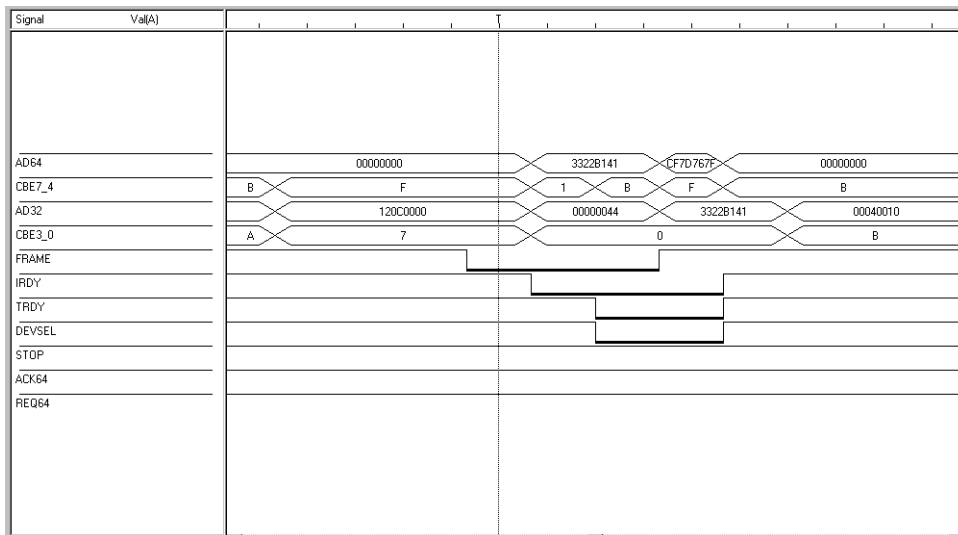 Signal Val(A) T
AD64 00000000 3322B141 CF7D767F 00000000
CBE7_4 B F 1 B F B
AD32 120C0000 00000044 3322B141 00040010
CBE3_0 A 7 0 B
FRAME
IRDY
TRDY
DEVSEL
STOP
ACK64
REQ64